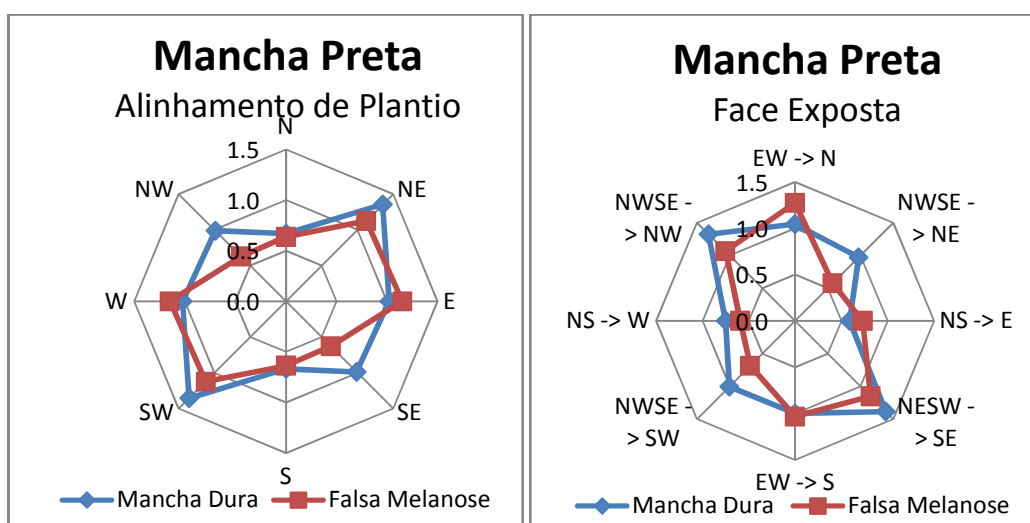 Mancha Preta
Alinhamento de Plantio
N
1.5
NW
NE
1.0
0.5
W
0.0
E
SW
SE
S
Mancha Dura
Falsa Melanose
Mancha Preta
Face Exposta
EW -> N
1.5
NWSE -
> NW
NWSE -
> NE
1.0
0.5
NS -> W
0.0
NS -> E
NWSE -
> SW
NESW -
> SE
EW -> S
Mancha Dura
Falsa Melanose